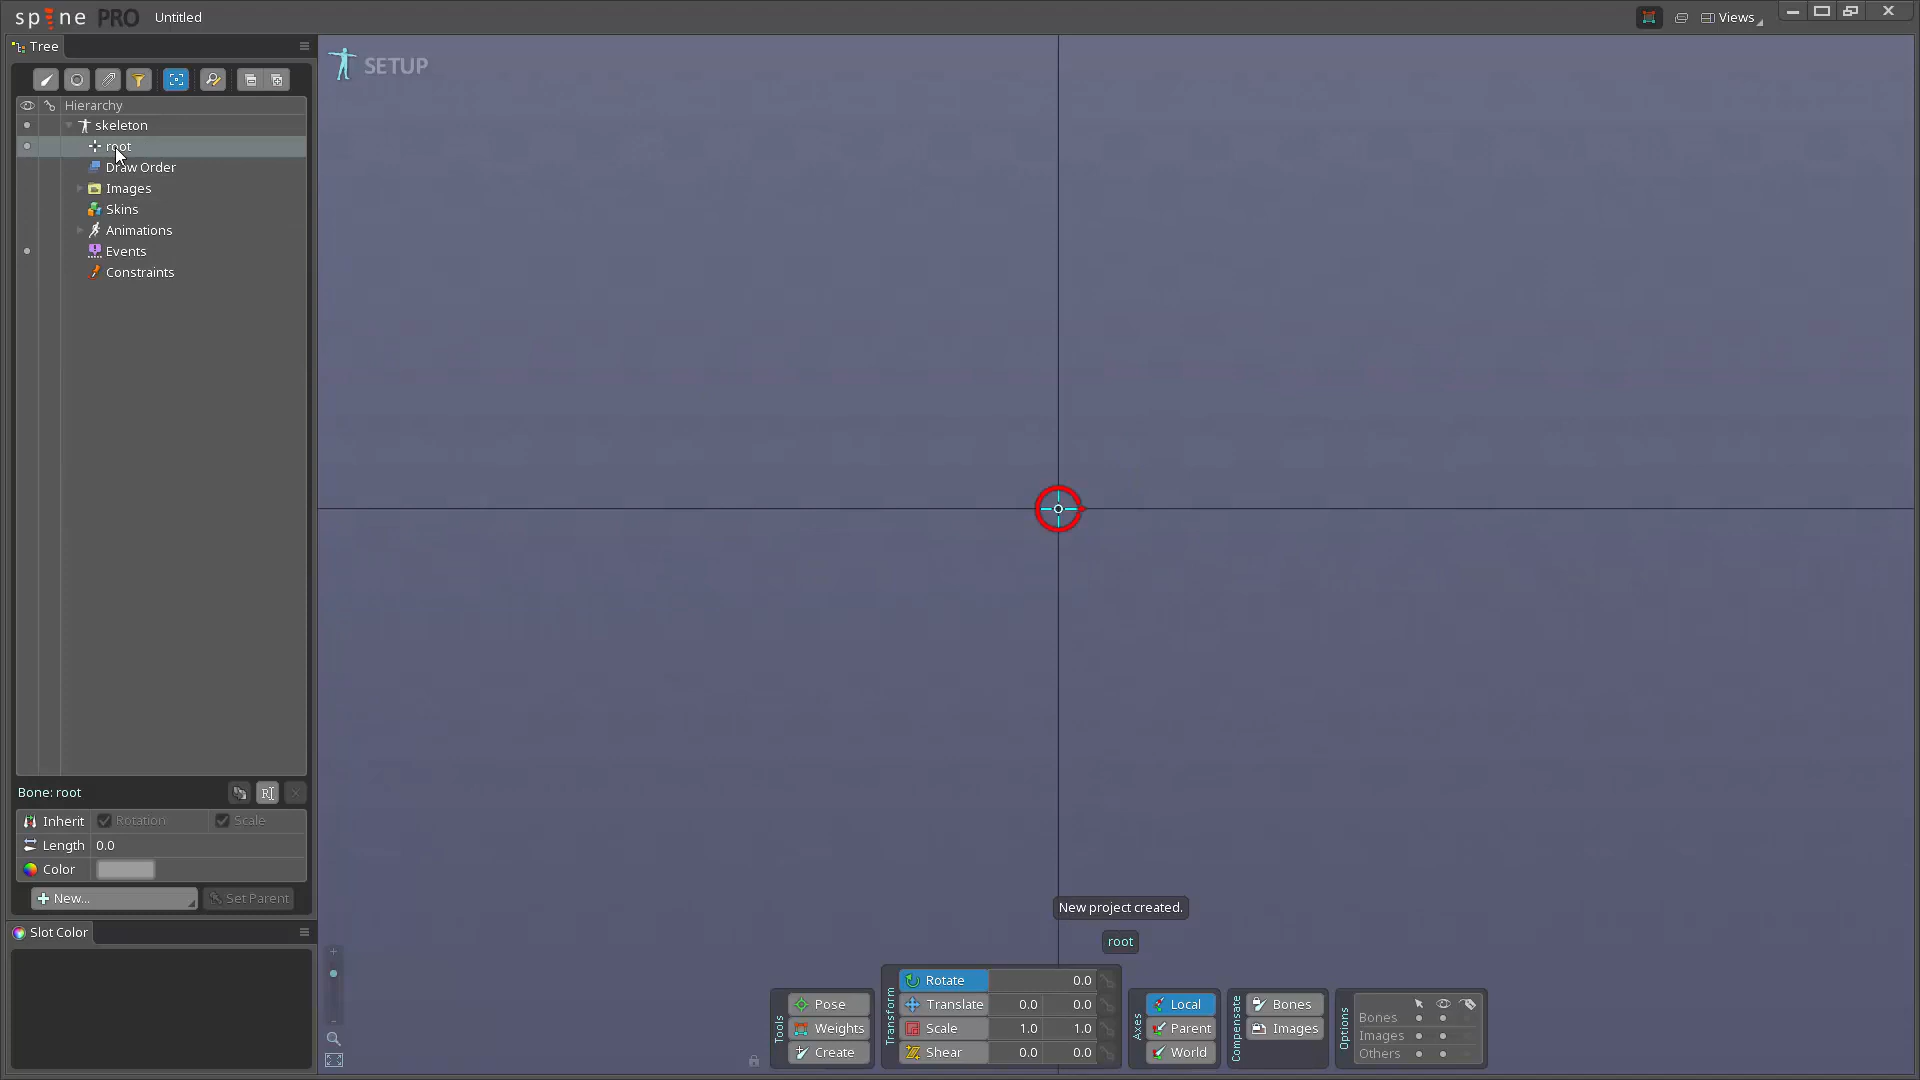 spine PRO Untitled Views
Tree
SETUP
Hierarchy
skeleton
root
Draw Order
Images
Skins
Animations
Events
Constraints
Bone: root
Inherit Rotation Scale
Length 0.0
Color
New... Set Parent
Slot Color
New project created.
root
Tools
Pose
Weights
Create
Transform
Rotate 0.0
Translate 0.0 0.0
Scale 1.0 1.0
Shear 0.0 0.0
Axes
Local
Parent
World
Compensate
Bones
Images
Options
Bones
Images
Others